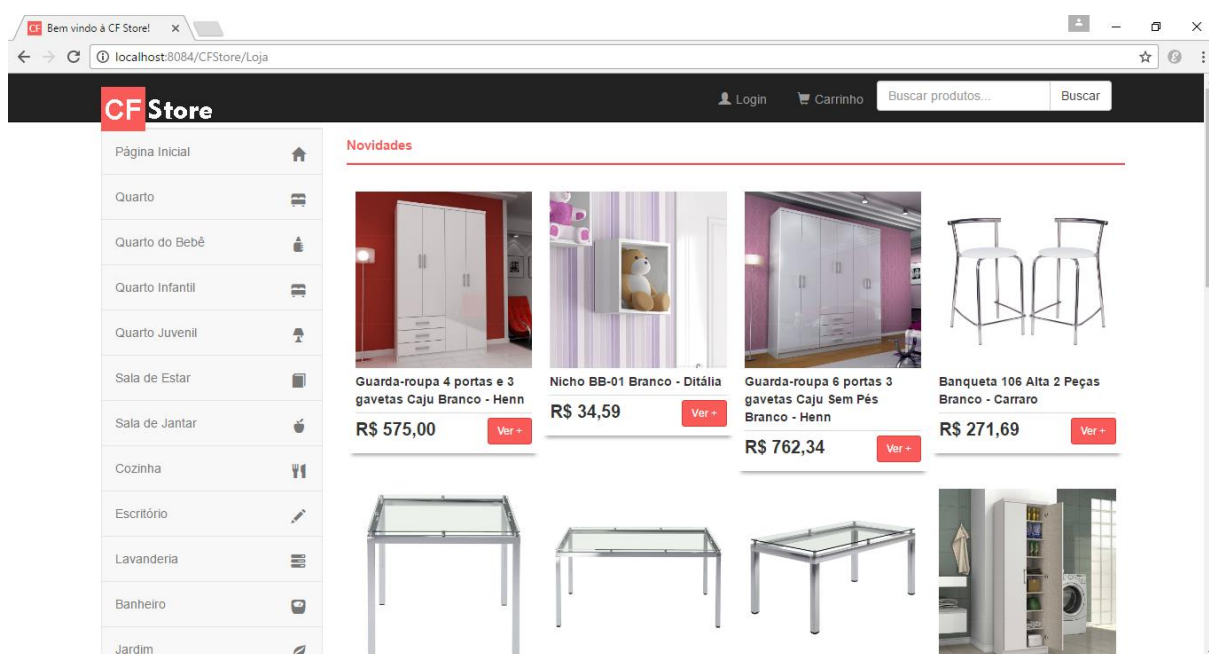 CF Bem vindo à CF Store!
localhost:8084/CFStore/Loja
CF Store
Login
Carrinho
Buscar produtos...
Buscar
Página Inicial
Quarto
Quarto do Bebê
Quarto Infantil
Quarto Juvenil
Sala de Estar
Sala de Jantar
Cozinha
Escritório
Lavanderia
Banheiro
Jardim
Novidades
Guarda-roupa 4 portas e 3
gavetas Caju Branco - Henn
R$ 575,00
Ver +
Nicho BB-01 Branco - Ditália
R$ 34,59
Ver +
Guarda-roupa 6 portas 3
gavetas Caju Sem Pés
Branco - Henn
R$ 762,34
Ver +
Banqueta 106 Alta 2 Peças
Branco - Carraro
R$ 271,69
Ver +